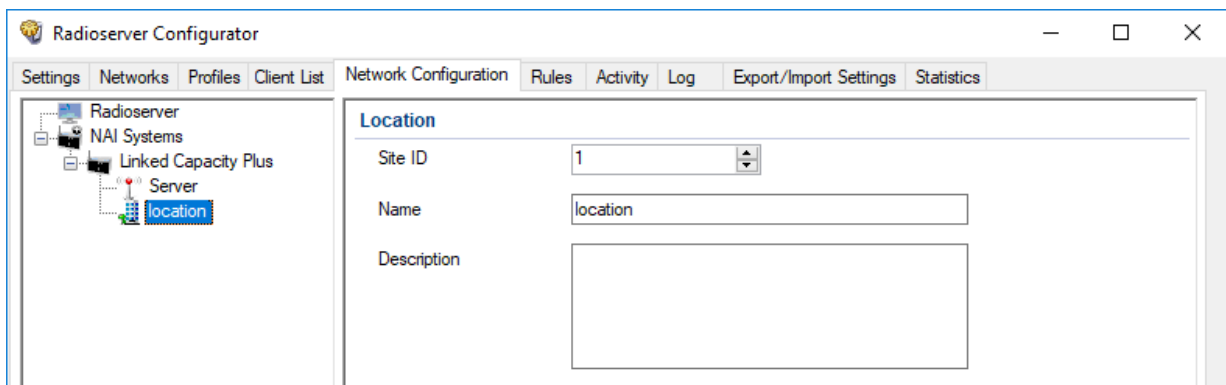 Radioserver Configurator
Settings Networks Profiles Client List Network Configuration Rules Activity Log Export/Import Settings Statistics
Radioserver
NAI Systems
Linked Capacity Plus
Server
location
Location
Site ID 1
Name location
Description